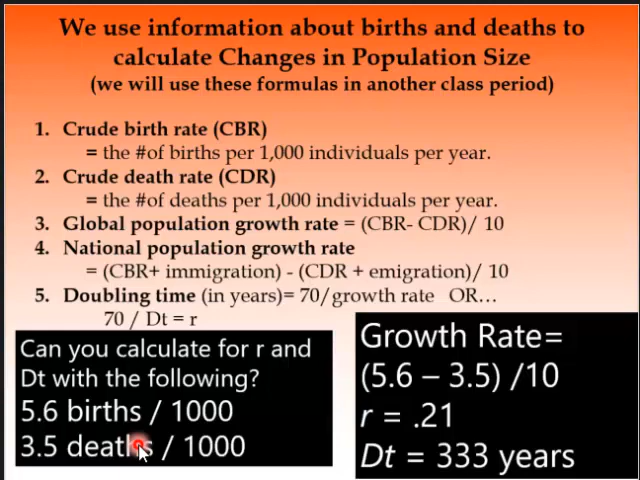 We use information about births and deaths to
calculate Changes in Population Size
(we will use these formulas in another class period)
1. Crude birth rate (CBR)
= the #of births per 1,000 individuals per year.
2. Crude death rate (CDR)
= the #of deaths per 1,000 individuals per year.
3. Global population growth rate = (CBR- CDR)/ 10
4. National population growth rate
= (CBR+ immigration) - (CDR + emigration)/ 10
5. Doubling time (in years)= 70/growth rate OR...
70 / Dt = r
Can you calculate for r and
Dt with the following?
5.6 births / 1000
3.5 deaths / 1000
Growth Rate=
(5.6 – 3.5) /10
r = .21
Dt = 333 years